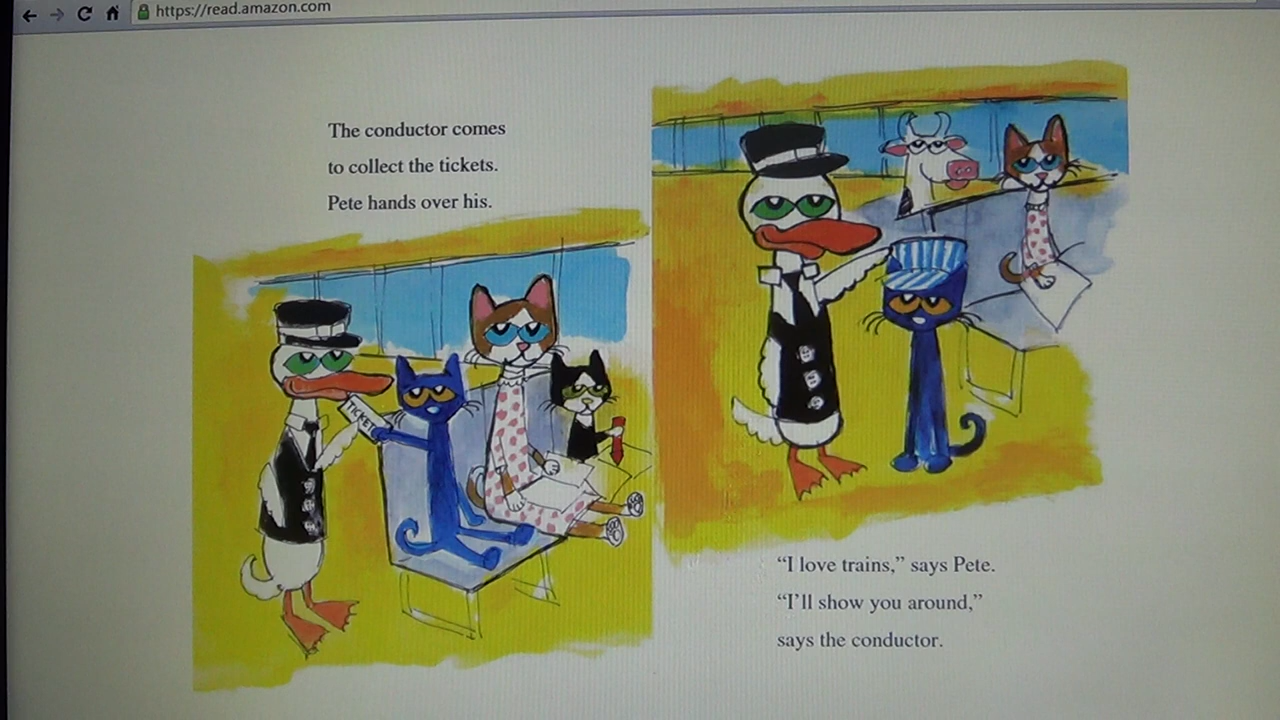 https://read.amazon.com
The conductor comes
to collect the tickets.
Pete hands over his.
TICKET
“I love trains,” says Pete.
“I’ll show you around,”
says the conductor.